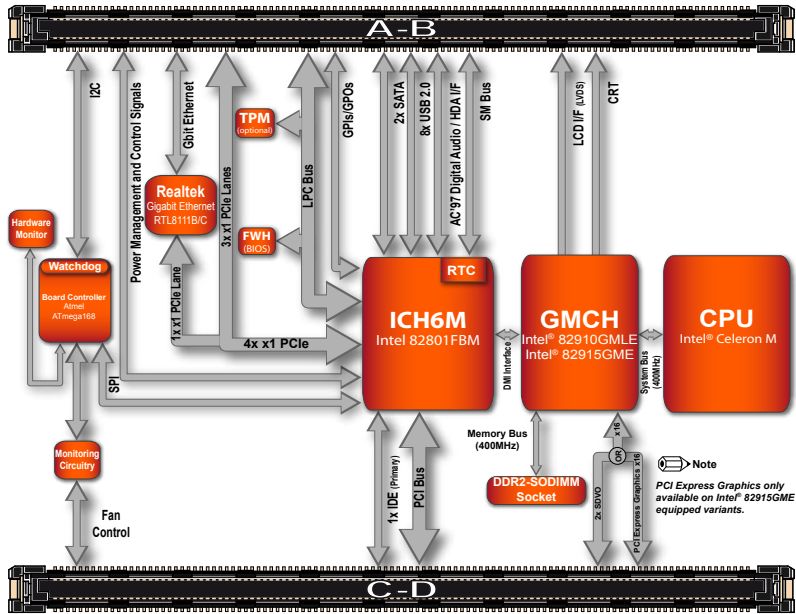 A-B
I2C
Power Management and Control Signals
Gbit Ethernet
3x x1 PCIe Lanes
LPC Bus
GPIs/GPOs
2x SATA
8x USB 2.0
AC'97 Digital Audio / HDA I/F
SM Bus
LCD I/F (LVDS)
CRT
TPM
(optional)
Realtek
Gigabit Ethernet
RTL8111B/C
FWH
(BIOS)
Hardware
Monitor
Watchdog
Board Controller
Atmel
ATmega168
1x x1 PCIe Lane
4x x1 PCIe
SPI
RTC
ICH6M
Intel 82801FBM
DMI Interface
GMCH
Intel® 82910GMLE
Intel® 82915GME
System Bus
(400MHz)
CPU
Intel® Celeron M
Monitoring
Circuitry
Fan
Control
1x IDE (Primary)
PCI Bus
Memory Bus
(400MHz)
DDR2-SODIMM
Socket
x16
OR
2x SDVO
PCI Express Graphics x16
Note
PCI Express Graphics only
available on Intel® 82915GME
equipped variants.
C-D